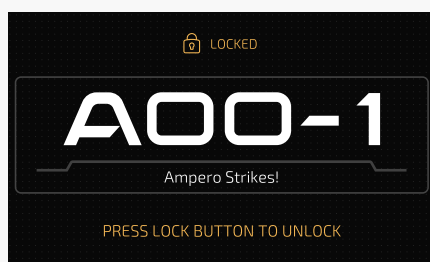 LOCKED
A00-1
Ampero Strikes!
PRESS LOCK BUTTON TO UNLOCK